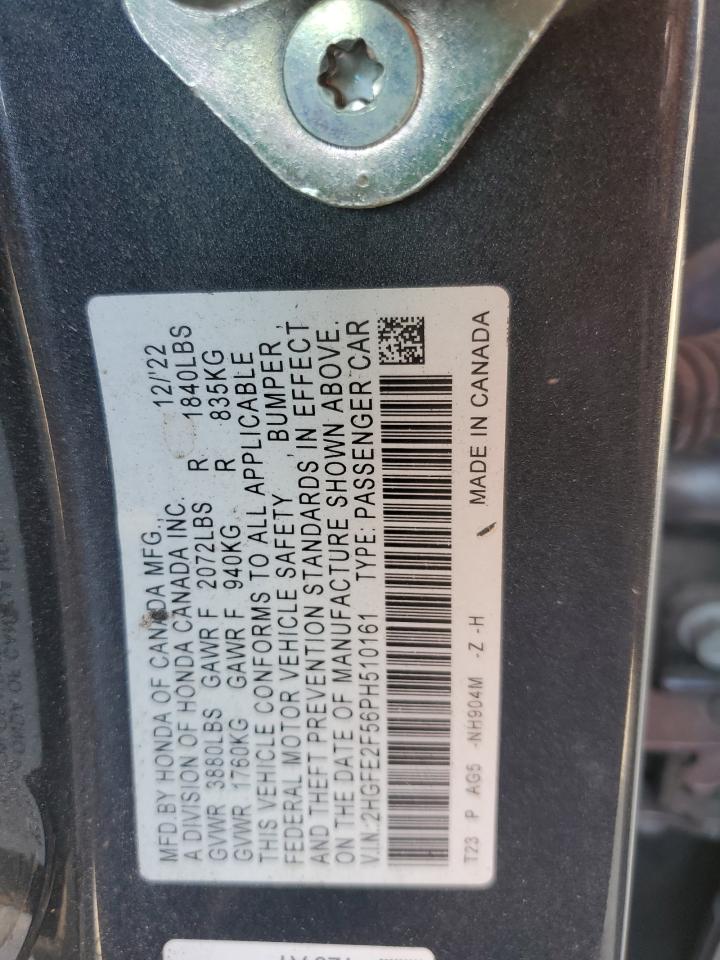 MFD.BY HONDA OF CANADA MFG., 12/'22
A DIVISION OF HONDA CANADA INC.
GVWR 3880LBS GAWR F 2072LBS R 1840LBS
GVWR 1760KG GAWR F 940KG R 835KG
THIS VEHICLE CONFORMS TO ALL APPLICABLE
FEDERAL MOTOR VEHICLE SAFETY, BUMPER,
AND THEFT PREVENTION STANDARDS IN EFFECT
ON THE DATE OF MANUFACTURE SHOWN ABOVE.
V.I.N.:2HGFE2F56PH510161 TYPE: PASSENGER CAR
T23 P AG5 -NH904M -Z -H MADE IN CANADA